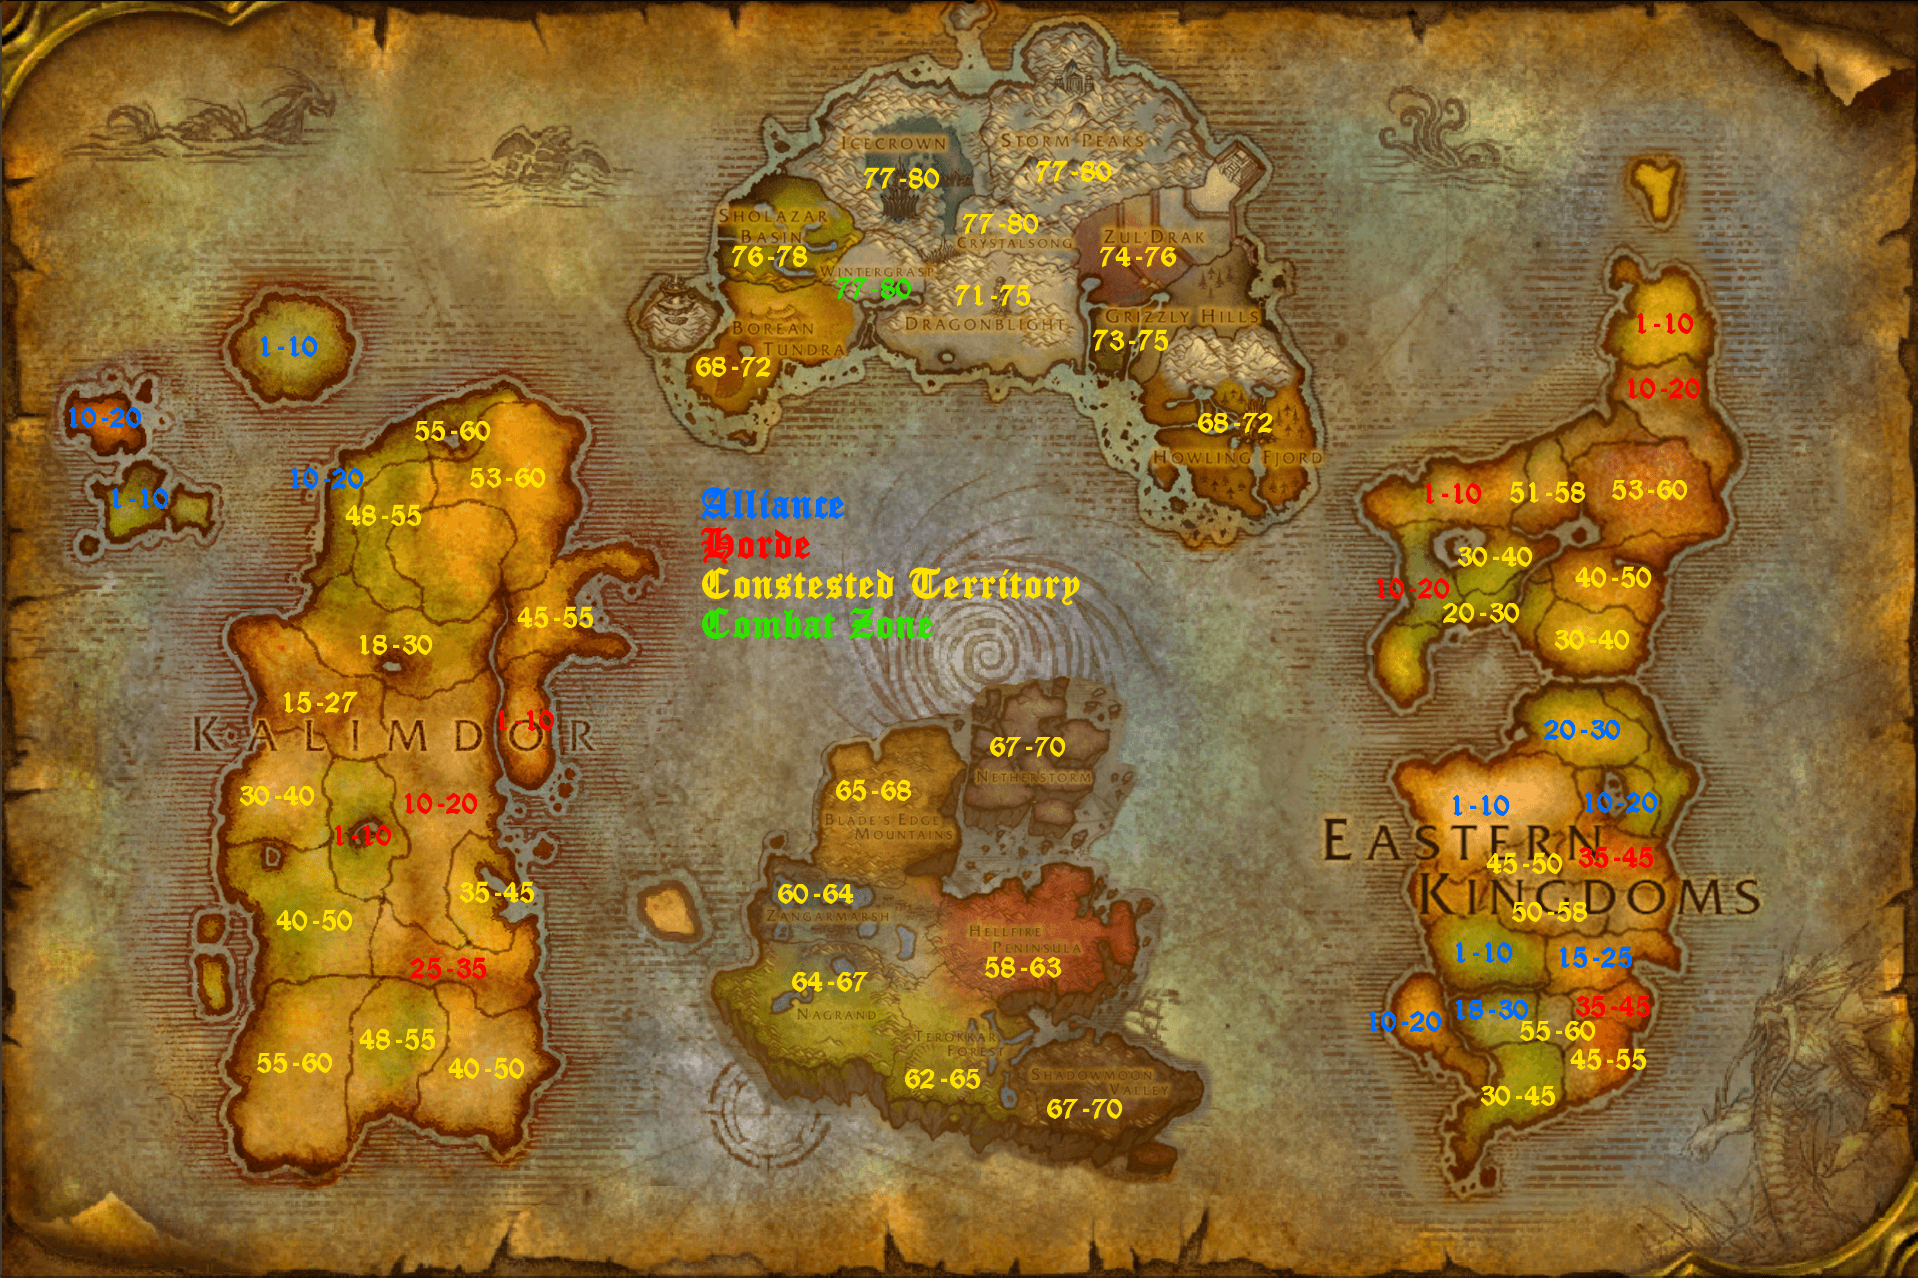 Icecrown
77-80
Storm Peaks
77-80
Sholazar
Basin
76-78
77-80
Crystalsong
Zul'Drak
74-76
Wintergrasp
77-80
71-75
Dragonblight
Grizzly Hills
73-75
Borean
Tundra
68-72
68-72
Howling Fjord
Alliance
Horde
Constested Territory
Combat Zone
1-10
10-20
1-10
55-60
10-20
53-60
48-55
45-55
18-30
15-27
Kalimdor
1-10
30-40
10-20
1-10
35-45
40-50
25-35
48-55
55-60
40-50
67-70
Netherstorm
65-68
Blade's Edge
Mountains
60-64
Zangarmarsh
Hellfire
Peninsula
58-63
64-67
Nagrand
Terokkar
Forest
62-65
Shadowmoon
Valley
67-70
1-10
10-20
1-10
51-58
53-60
30-40
10-20
40-50
20-30
30-40
20-30
1-10
10-20
Eastern
Kingdoms
45-50
35-45
50-58
1-10
15-25
10-20
18-30
35-45
55-60
45-55
30-45